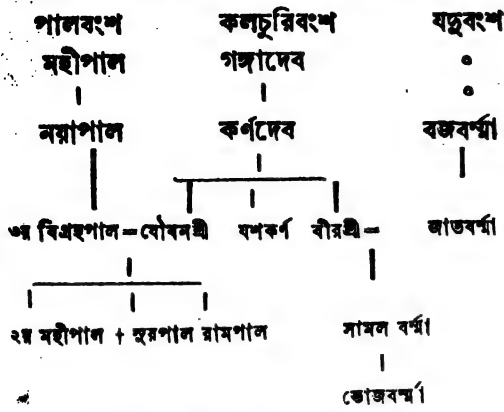 পালবংশ কলচুরিবংশ যদুবংশ
মহীপাল গঙ্গাদেব
নয়াপাল কর্ণদেব বজ্রবর্ম্মা
৩য় বিগ্রহপাল = যৌবনশ্রী যশকর্ণ বীরশ্রী = জাতবর্ম্মা
২য় মহীপাল + সুরপাল রামপাল সামল বর্ম্মা
ভোজবর্ম্মা